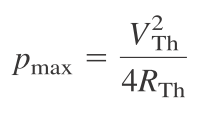 p_max = V_Th^2 / 4R_Th